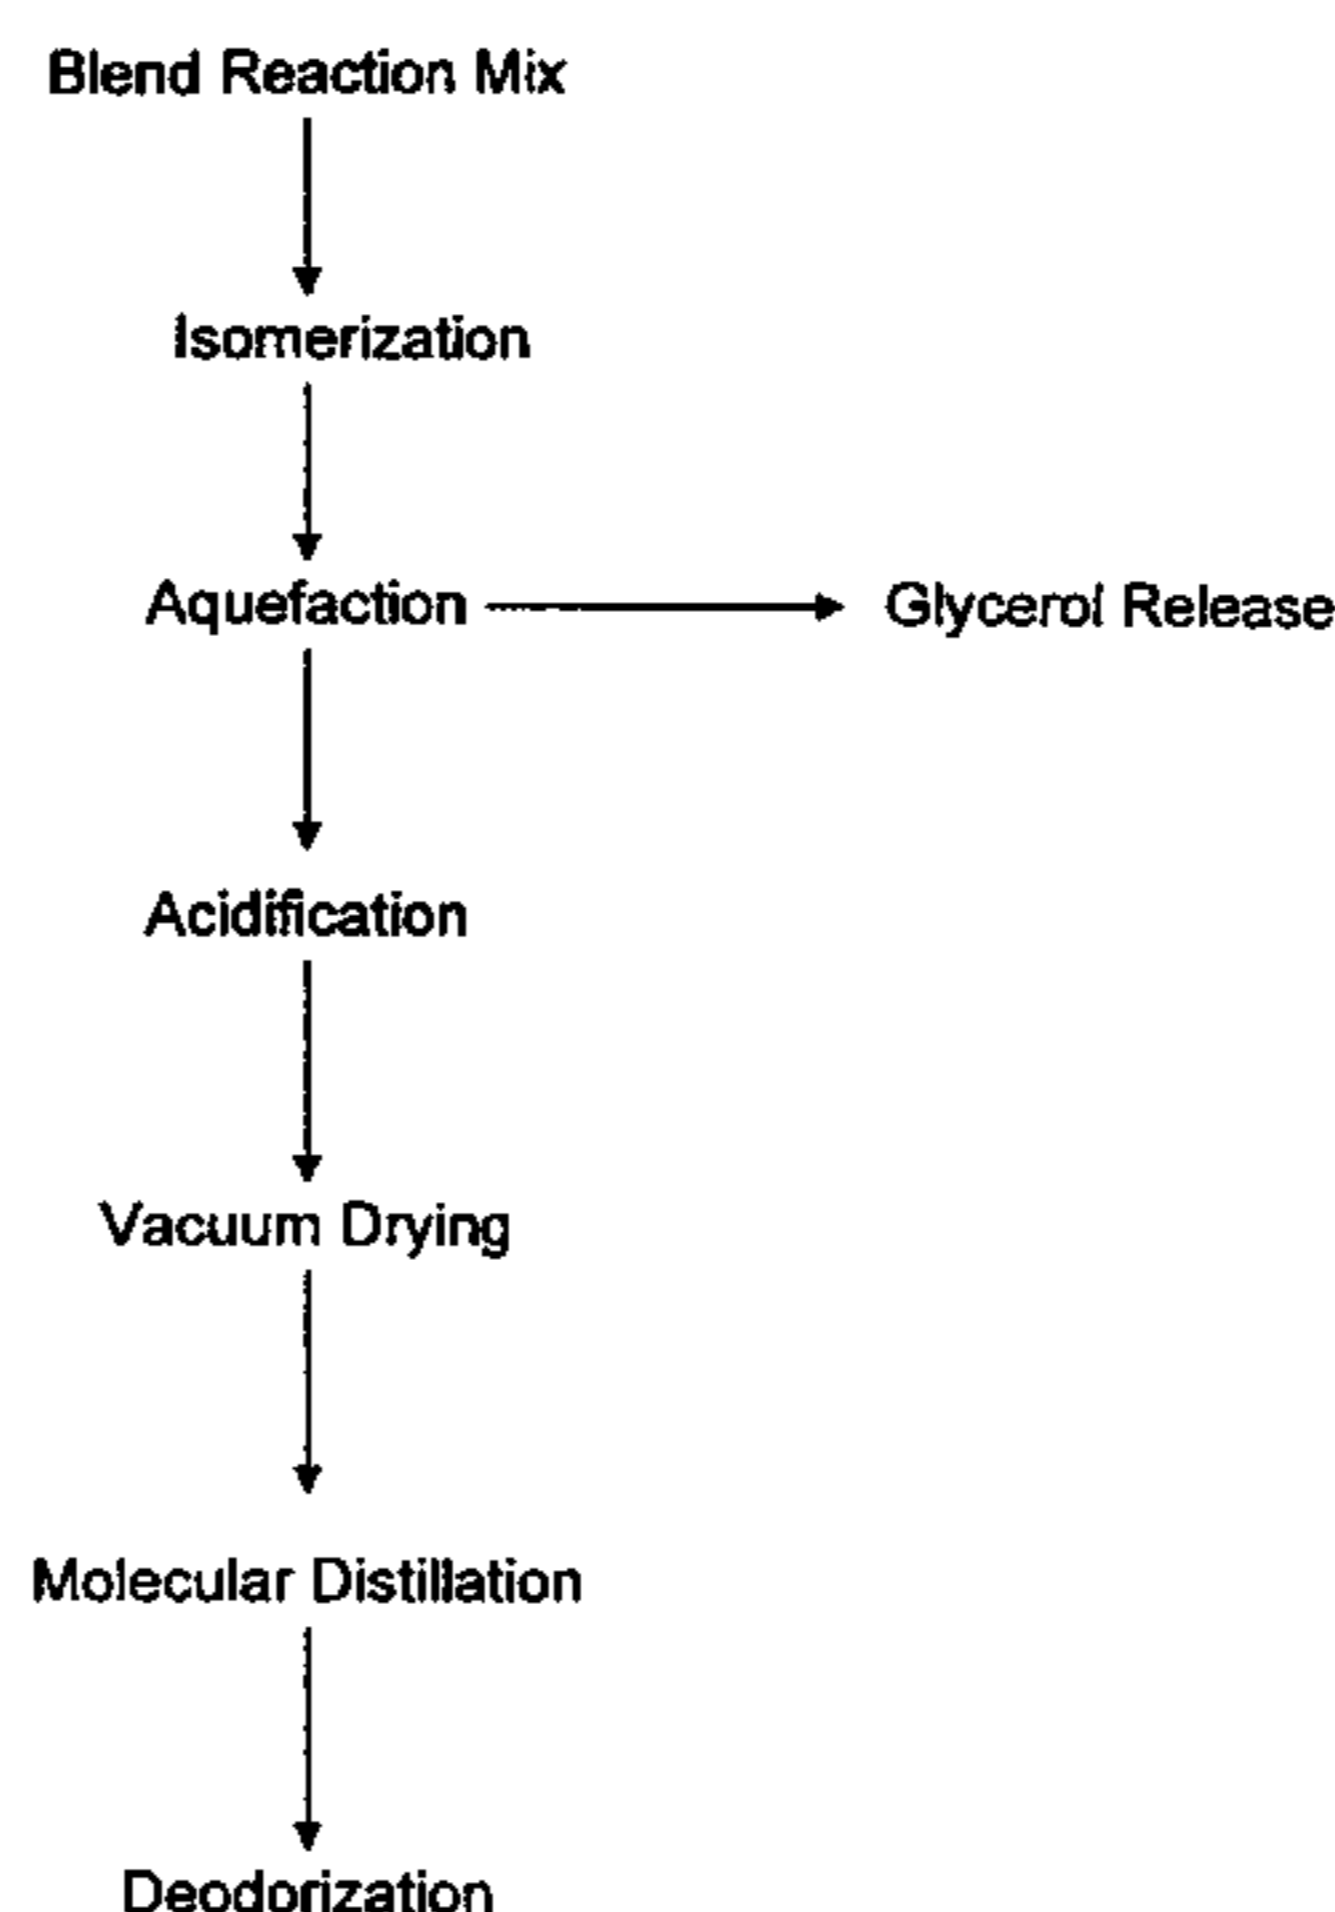 Blend Reaction Mix
Isomerization
Aquefaction
Glycerol Release
Acidification
Vacuum Drying
Molecular Distillation
Deodorization